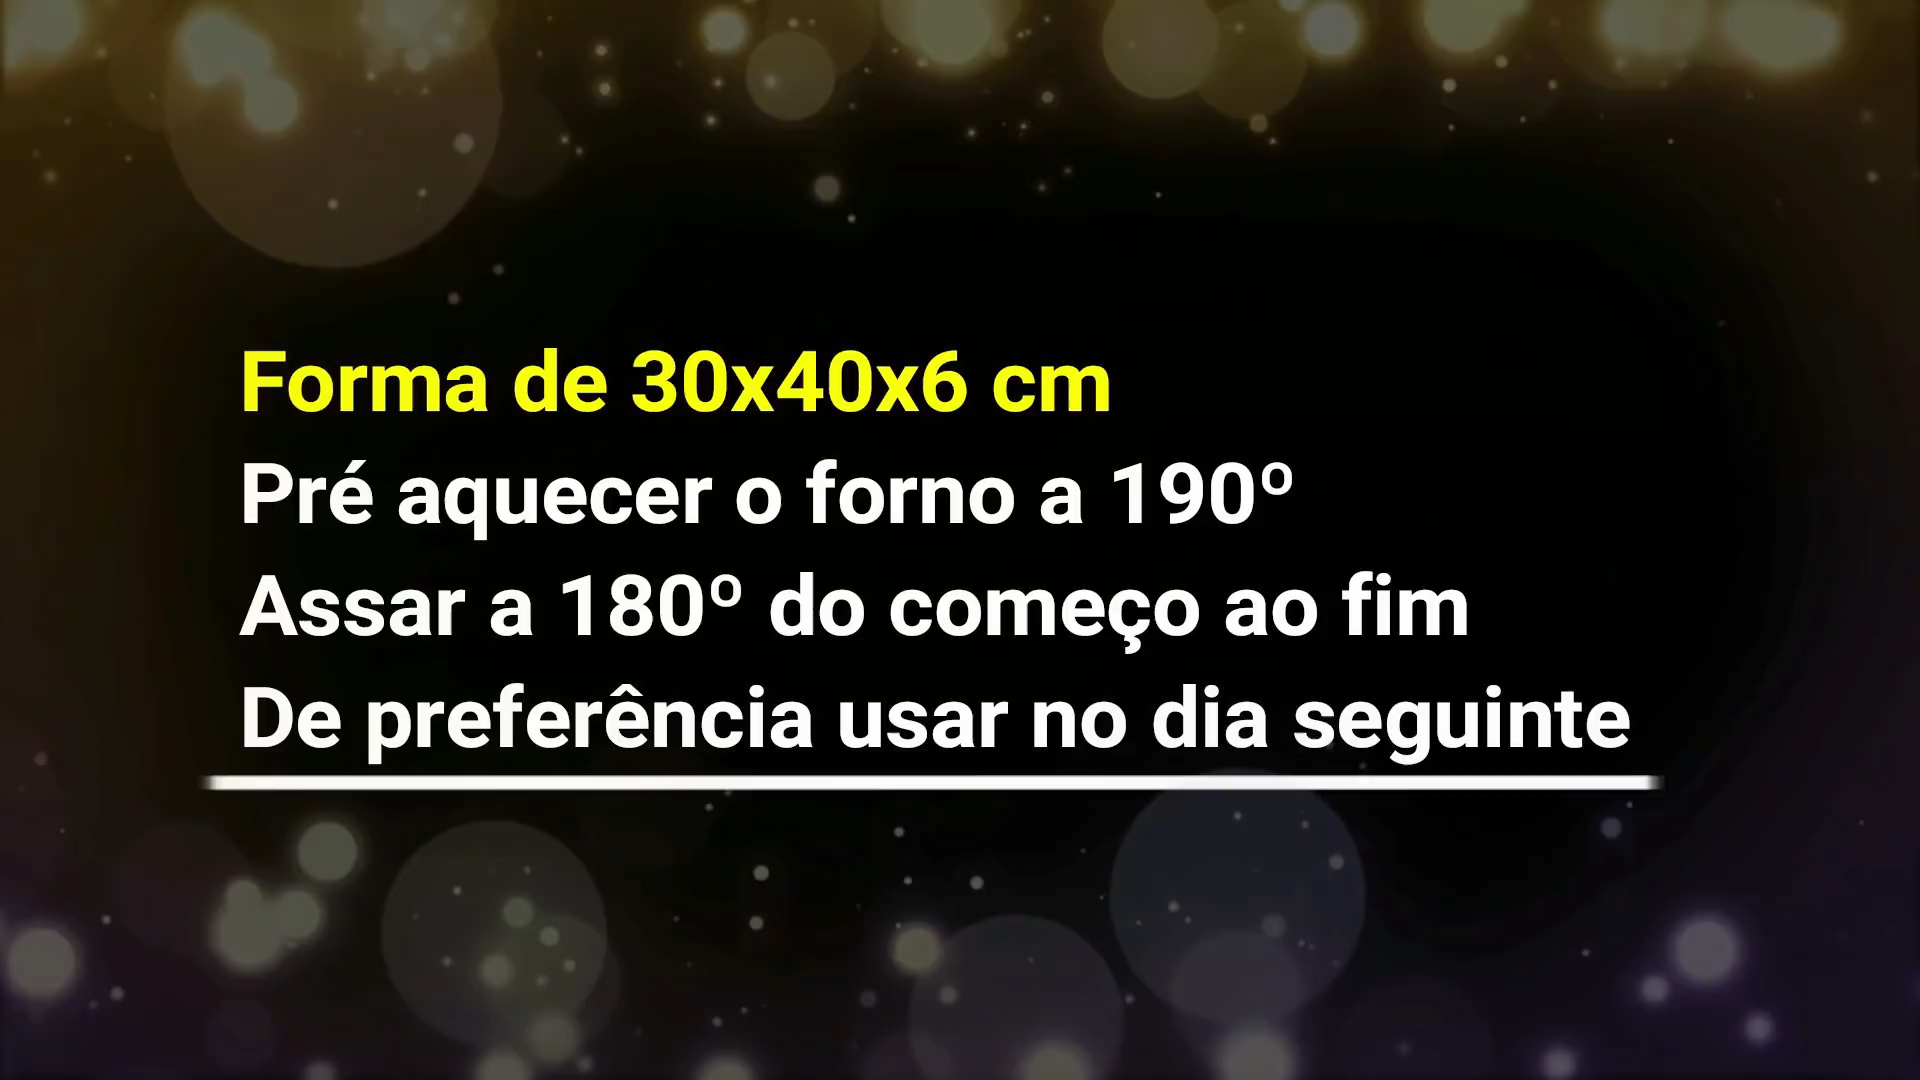 Forma de 30x40x6 cm
Pré aquecer o forno a 190º
Assar a 180º do começo ao fim
De preferência usar no dia seguinte